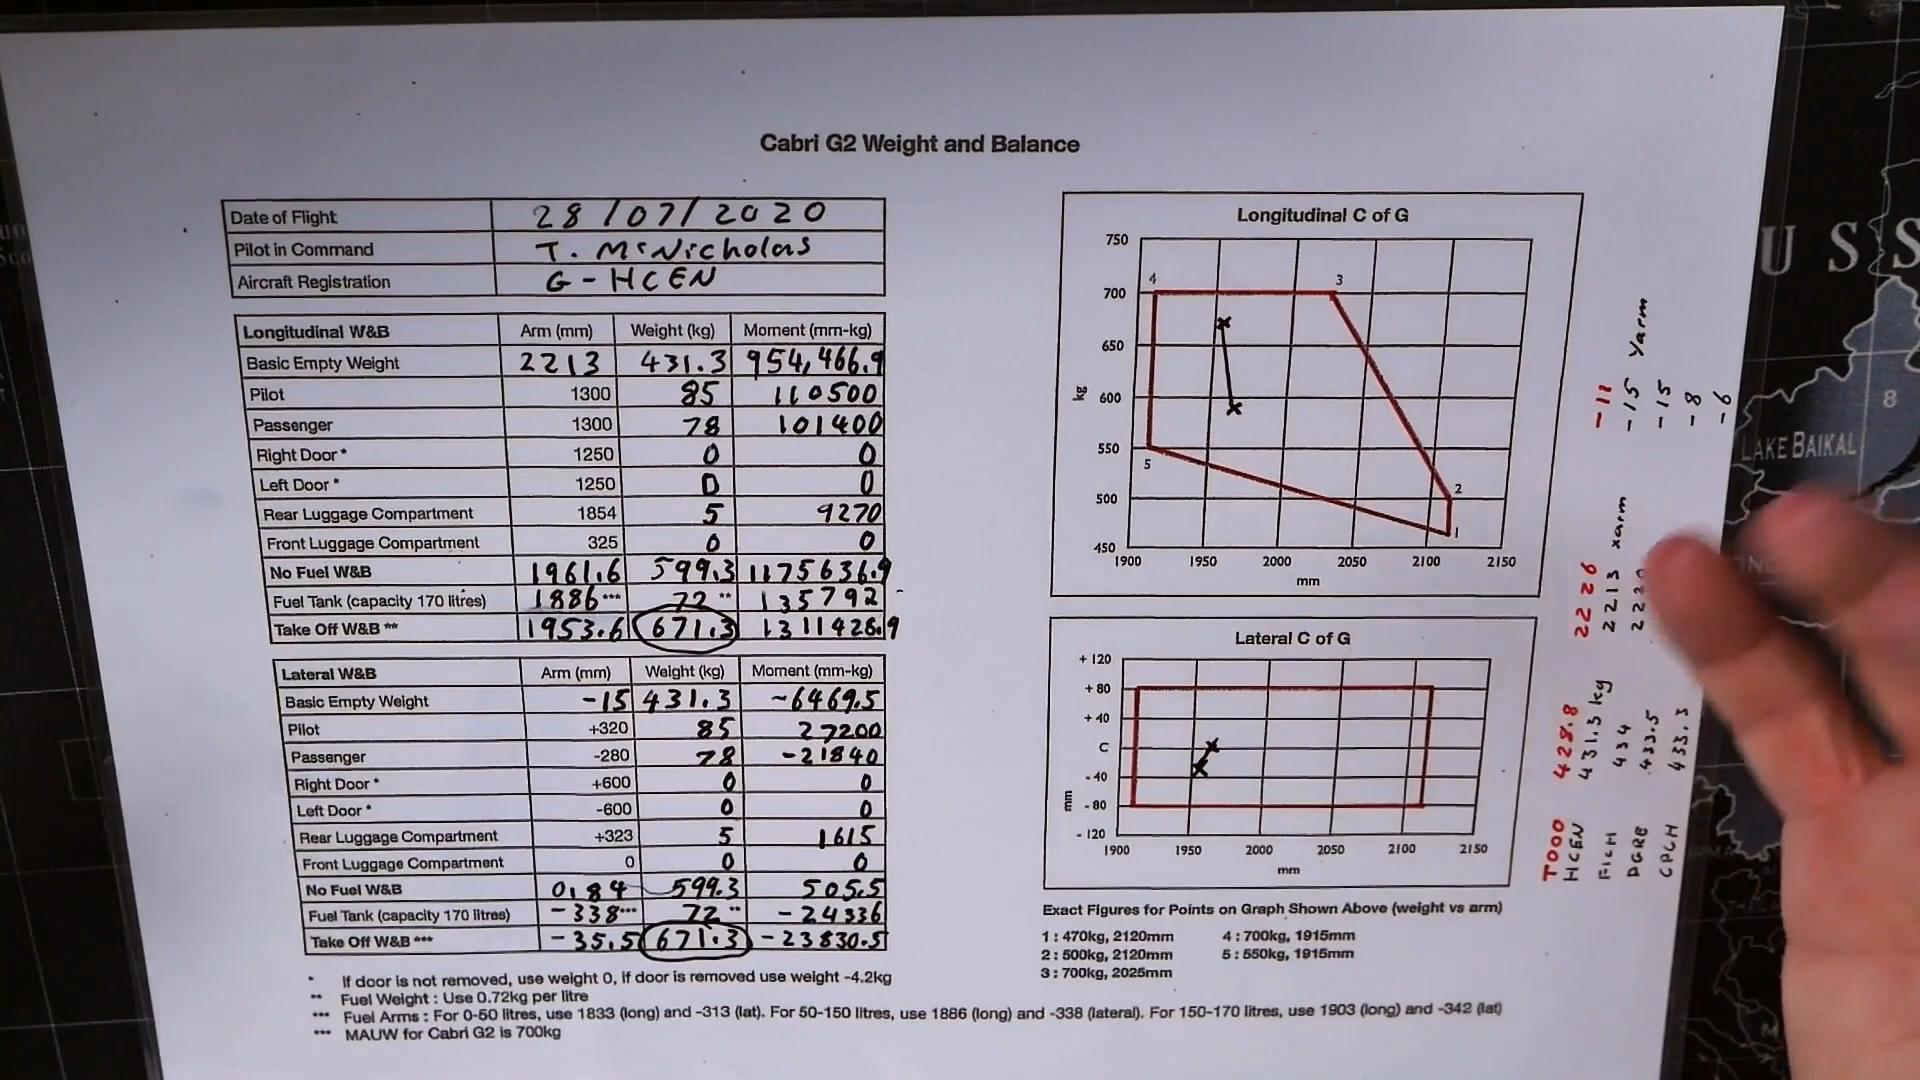 Cabri G2 Weight and Balance
Date of Flight 28/07/2020
Pilot in Command T. McNicholas
Aircraft Registration G-HCEN
Longitudinal W&B Arm (mm) Weight (kg) Moment (mm-kg)
Basic Empty Weight 2213 431.3 954,466.9
Pilot 1300 85 110500
Passenger 1300 78 101400
Right Door * 1250 0 0
Left Door * 1250 0 0
Rear Luggage Compartment 1854 5 9270
Front Luggage Compartment 325 0 0
No Fuel W&B 1961.6 599.3 1175636.9
Fuel Tank (capacity 170 litres) 1886 *** 72 ** 135792
Take Off W&B *** 1953.6 671.3 1311428.9
Lateral W&B Arm (mm) Weight (kg) Moment (mm-kg)
Basic Empty Weight -15 431.3 -6469.5
Pilot +320 85 27200
Passenger -280 78 -21840
Right Door * +600 0 0
Left Door * -600 0 0
Rear Luggage Compartment +323 5 1615
Front Luggage Compartment 0 0 0
No Fuel W&B 0.84 599.3 505.5
Fuel Tank (capacity 170 litres) -338 *** 72 ** -24336
Take Off W&B *** -35.5 671.3 -23830.5
* If door is not removed, use weight 0, if door is removed use weight -4.2kg
** Fuel Weight : Use 0.72kg per litre
*** Fuel Arms : For 0-50 litres, use 1833 (long) and -313 (lat). For 50-150 litres, use 1886 (long) and -338 (lateral). For 150-170 litres, use 1903 (long) and -342 (lat)
*** MAUW for Cabri G2 is 700kg
Longitudinal C of G
750
700
650
600
550
500
450
kg
4
3
5
2
1
1900 1950 2000 2050 2100 2150
mm
Lateral C of G
+ 120
+ 80
+ 40
C
- 40
- 80
- 120
mm
1900 1950 2000 2050 2100 2150
mm
Exact Figures for Points on Graph Shown Above (weight vs arm)
1 : 470kg, 2120mm 4 : 700kg, 1915mm
2 : 500kg, 2120mm 5 : 550kg, 1915mm
3 : 700kg, 2025mm
TOOO 428.8 2226 -11
HCEN 431.3 kg 2213 xarm -15 Yarm
434 2220 -15
433.5 -8
433.3 -6
U S S
8
LAKE BAIKAL